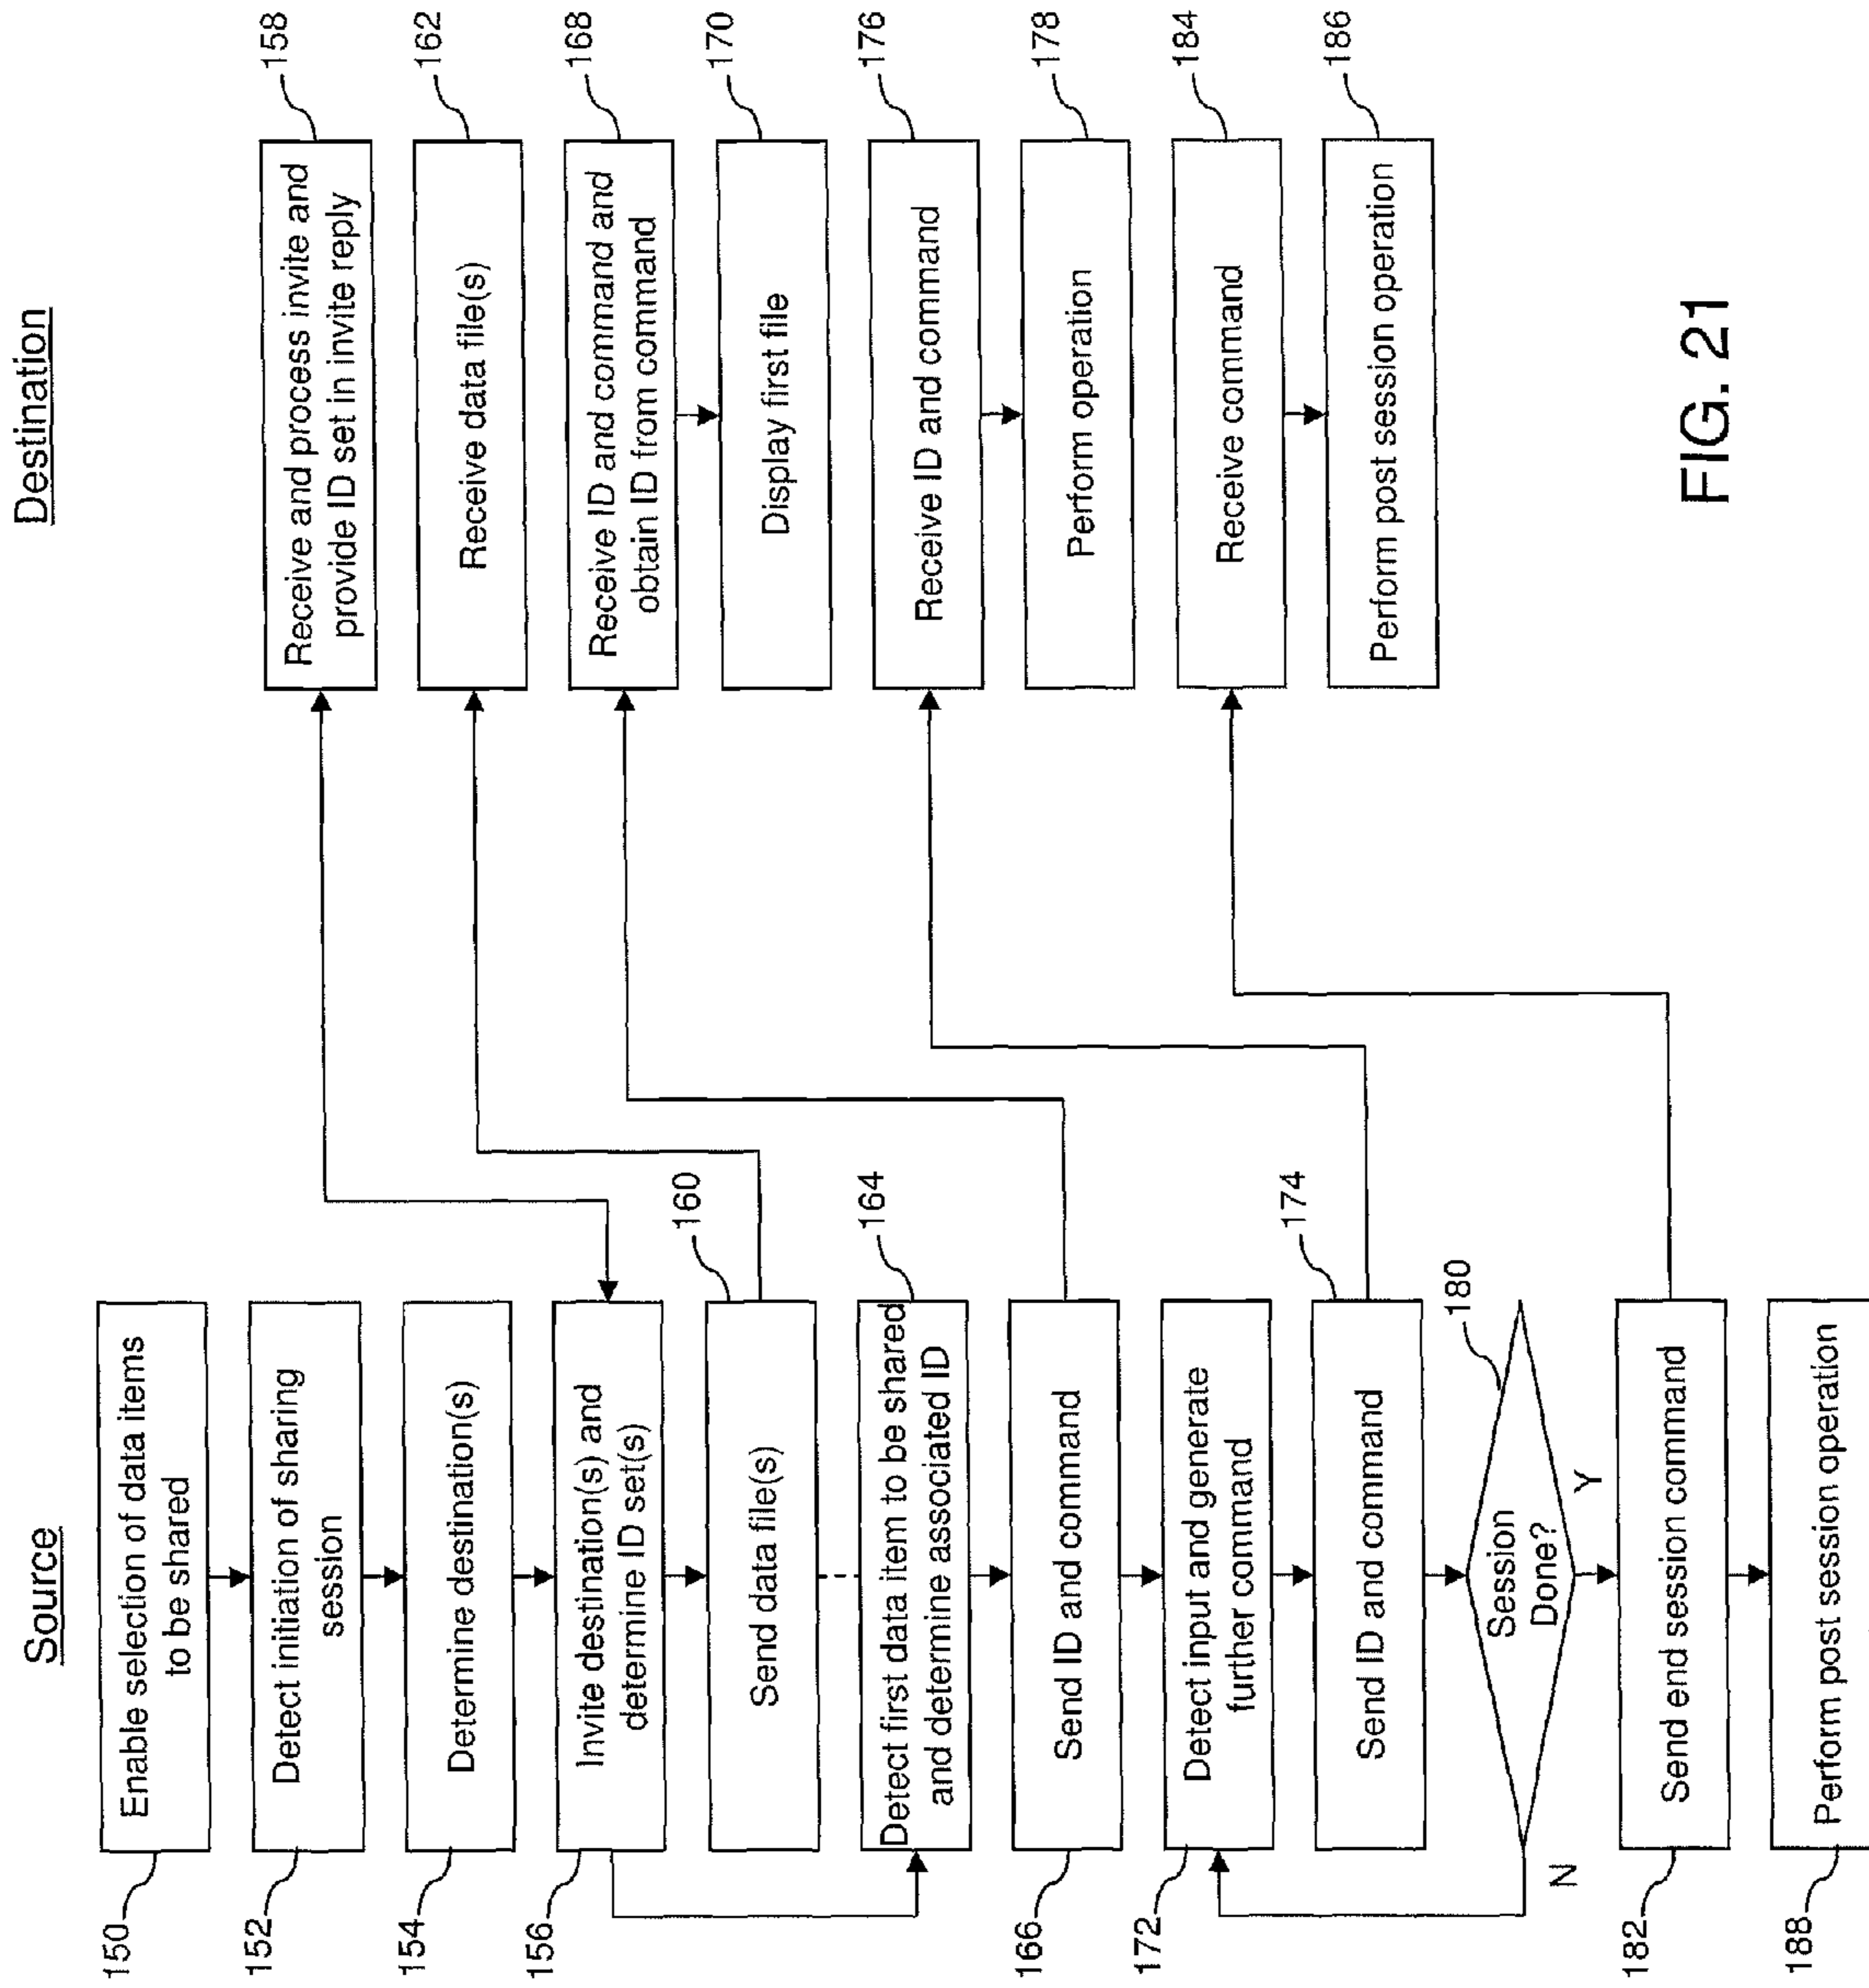 Source
150
Enable selection of data items
to be shared
152
Detect initiation of sharing
session
154
Determine destination(s)
156
Invite destination(s) and
determine ID set(s)
160
Send data file(s)
164
Detect first data item to be shared
and determine associated ID
166
Send ID and command
172
Detect input and generate
further command
174
Send ID and command
180
Session
Done?
N
Y
182
Send end session command
188
Perform post session operation
Destination
158
Receive and process invite and
provide ID set in invite reply
162
Receive data file(s)
168
Receive ID and command and
obtain ID from command
170
Display first file
176
Receive ID and command
178
Perform operation
184
Receive command
186
Perform post session operation
FIG. 21